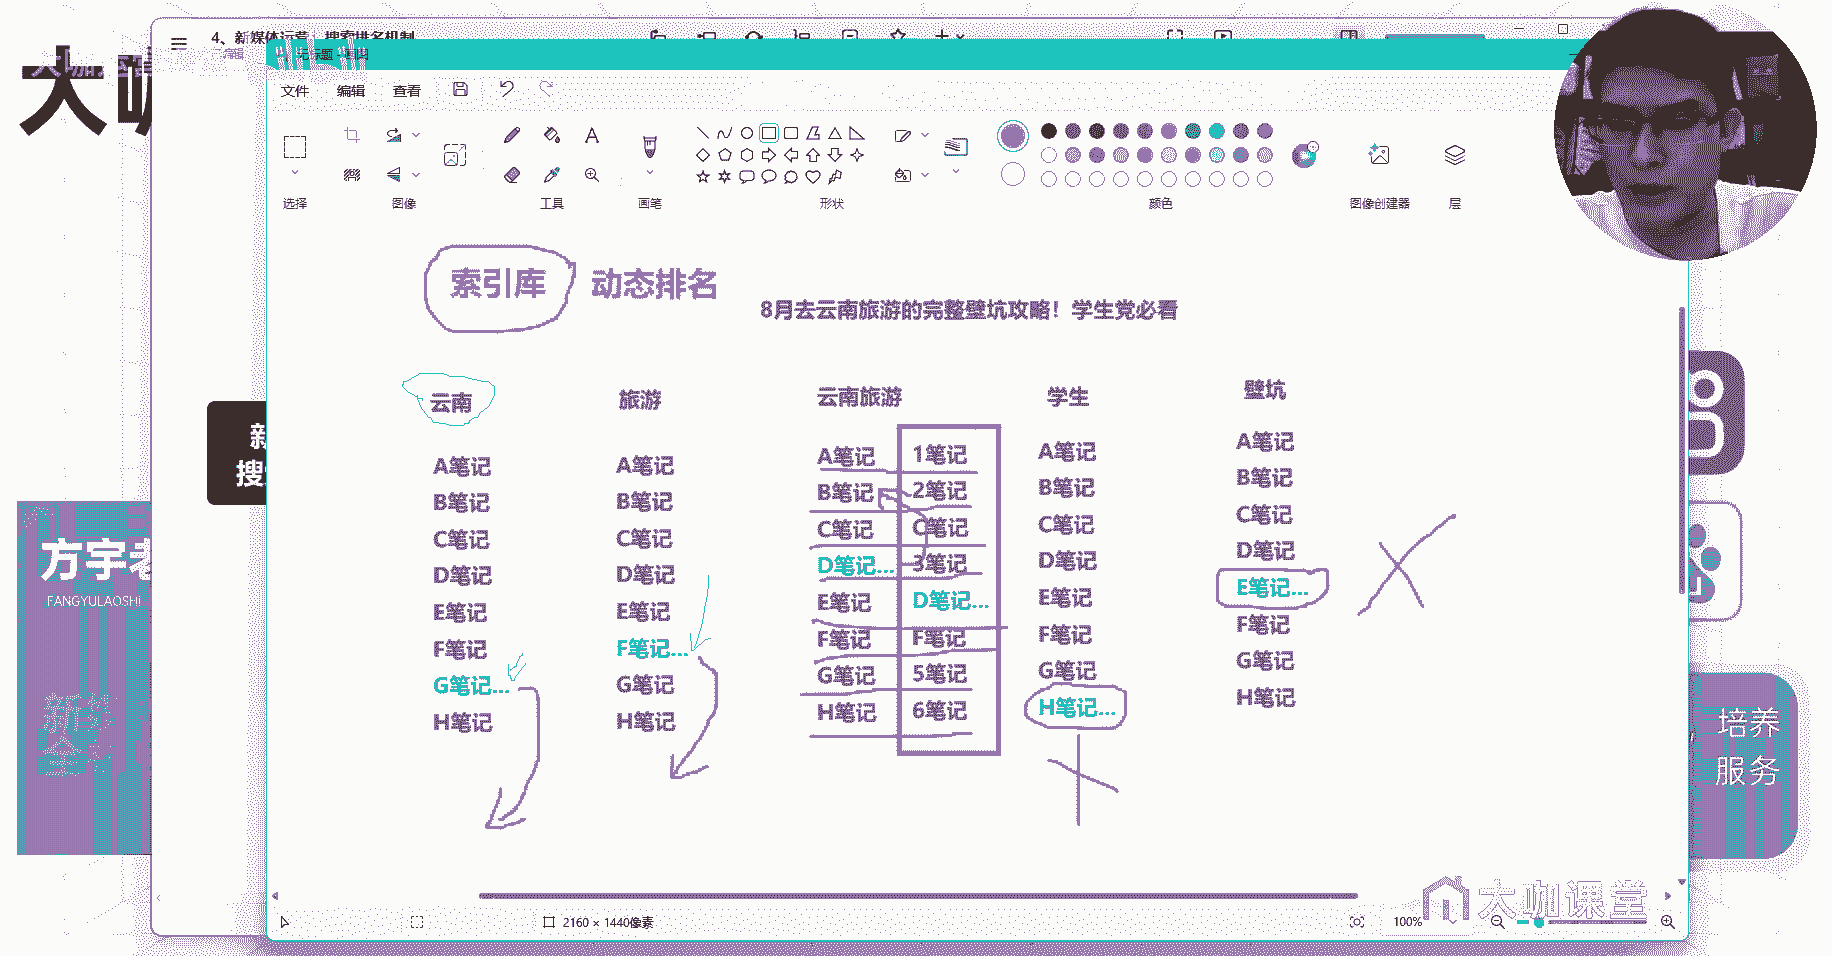 4、新媒体运营：搜索排名机制
大咖
文件 编辑 查看
选择 图像 工具 画笔 形状 颜色 图像创建器 层
索引库 动态排名
8月去云南旅游的完整壁坑攻略！学生党必看
云南 旅游 云南旅游 学生 壁坑
A笔记 A笔记 A笔记 1笔记 A笔记 A笔记
B笔记 B笔记 B笔记 2笔记 B笔记 B笔记
C笔记 C笔记 C笔记 C笔记 C笔记 C笔记
D笔记 D笔记 D笔记... 3笔记 D笔记 D笔记
E笔记 E笔记 E笔记 D笔记... E笔记 E笔记...
F笔记 F笔记... F笔记 F笔记 F笔记 F笔记
G笔记... G笔记 G笔记 5笔记 G笔记 G笔记
H笔记 H笔记 H笔记 6笔记 H笔记... H笔记
新
搜
方宇老
FANGYULAOSHI
培养
服务
大咖课堂
2160 × 1440像素
100%